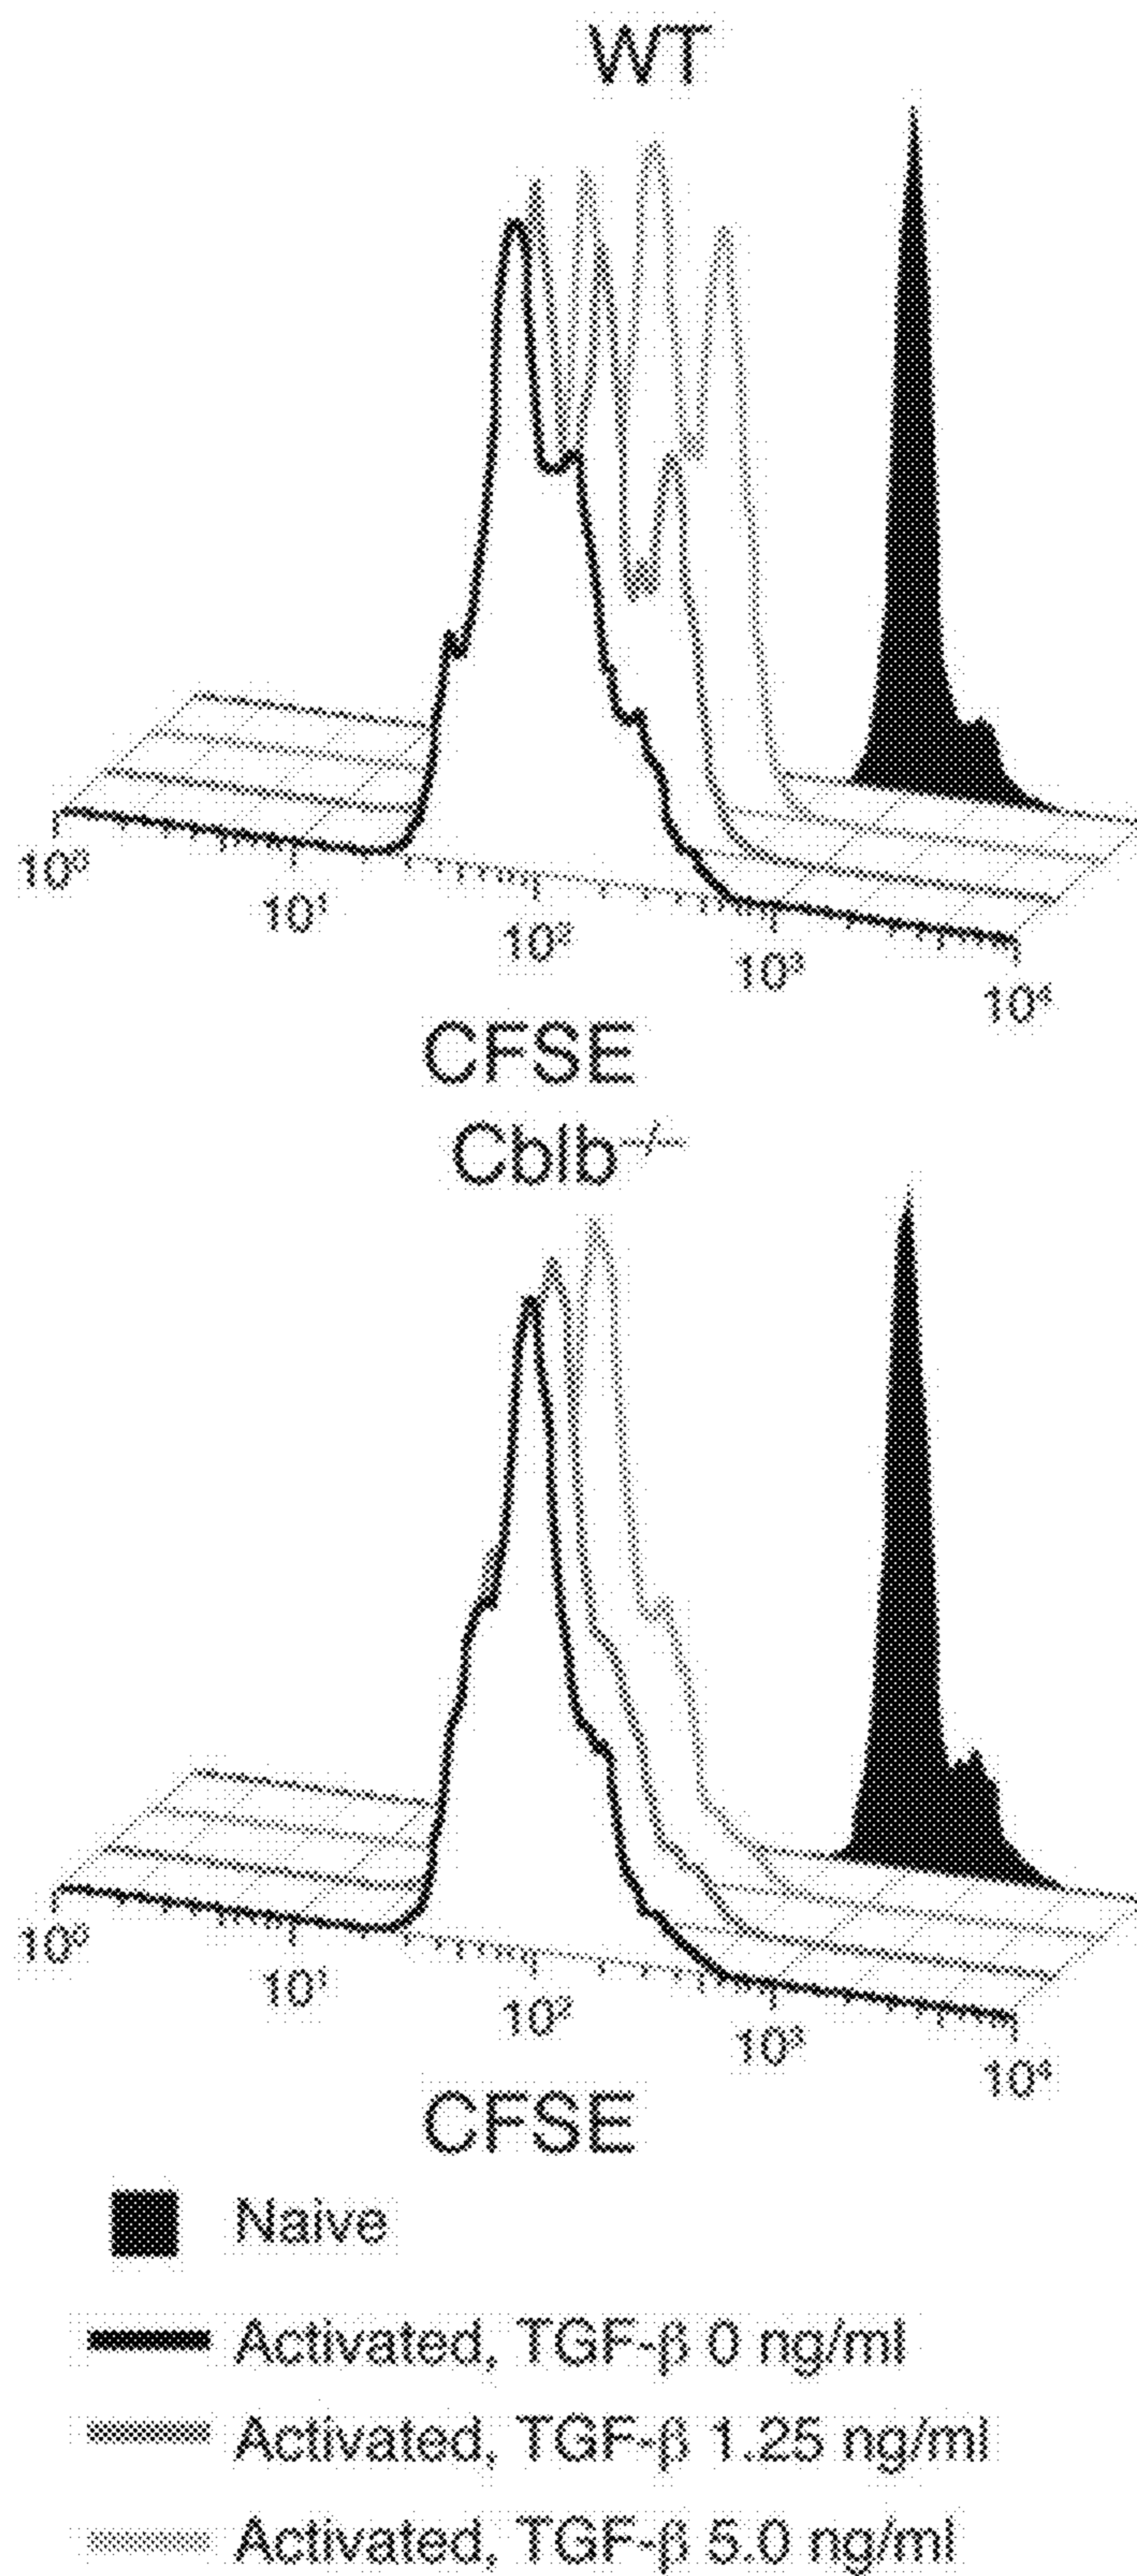 WT
10⁰
10¹
10²
10³
10⁴
CFSE
Cblb⁻/⁻
10⁰
10¹
10²
10³
10⁴
CFSE
Naive
Activated, TGF-β 0 ng/ml
Activated, TGF-β 1.25 ng/ml
Activated, TGF-β 5.0 ng/ml